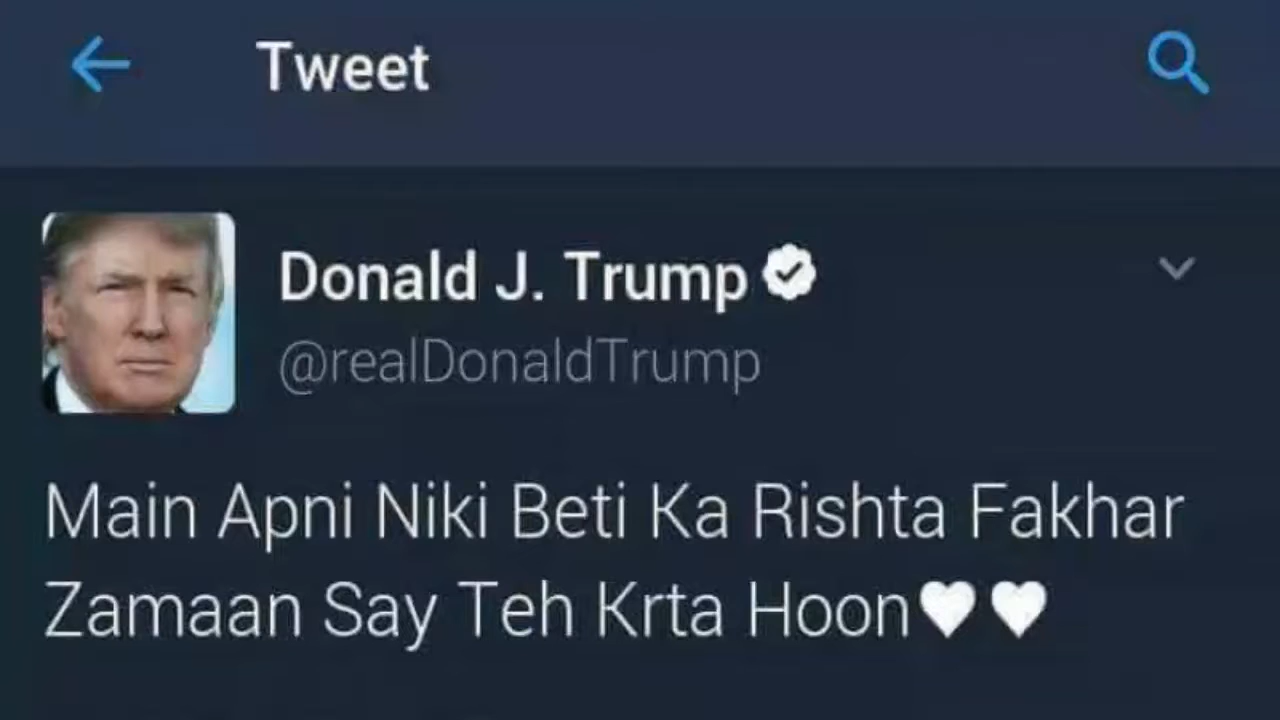 Tweet
Donald J. Trump
@realDonaldTrump
Main Apni Niki Beti Ka Rishta Fakhar
Zamaan Say Teh Krta Hoon🤍🤍